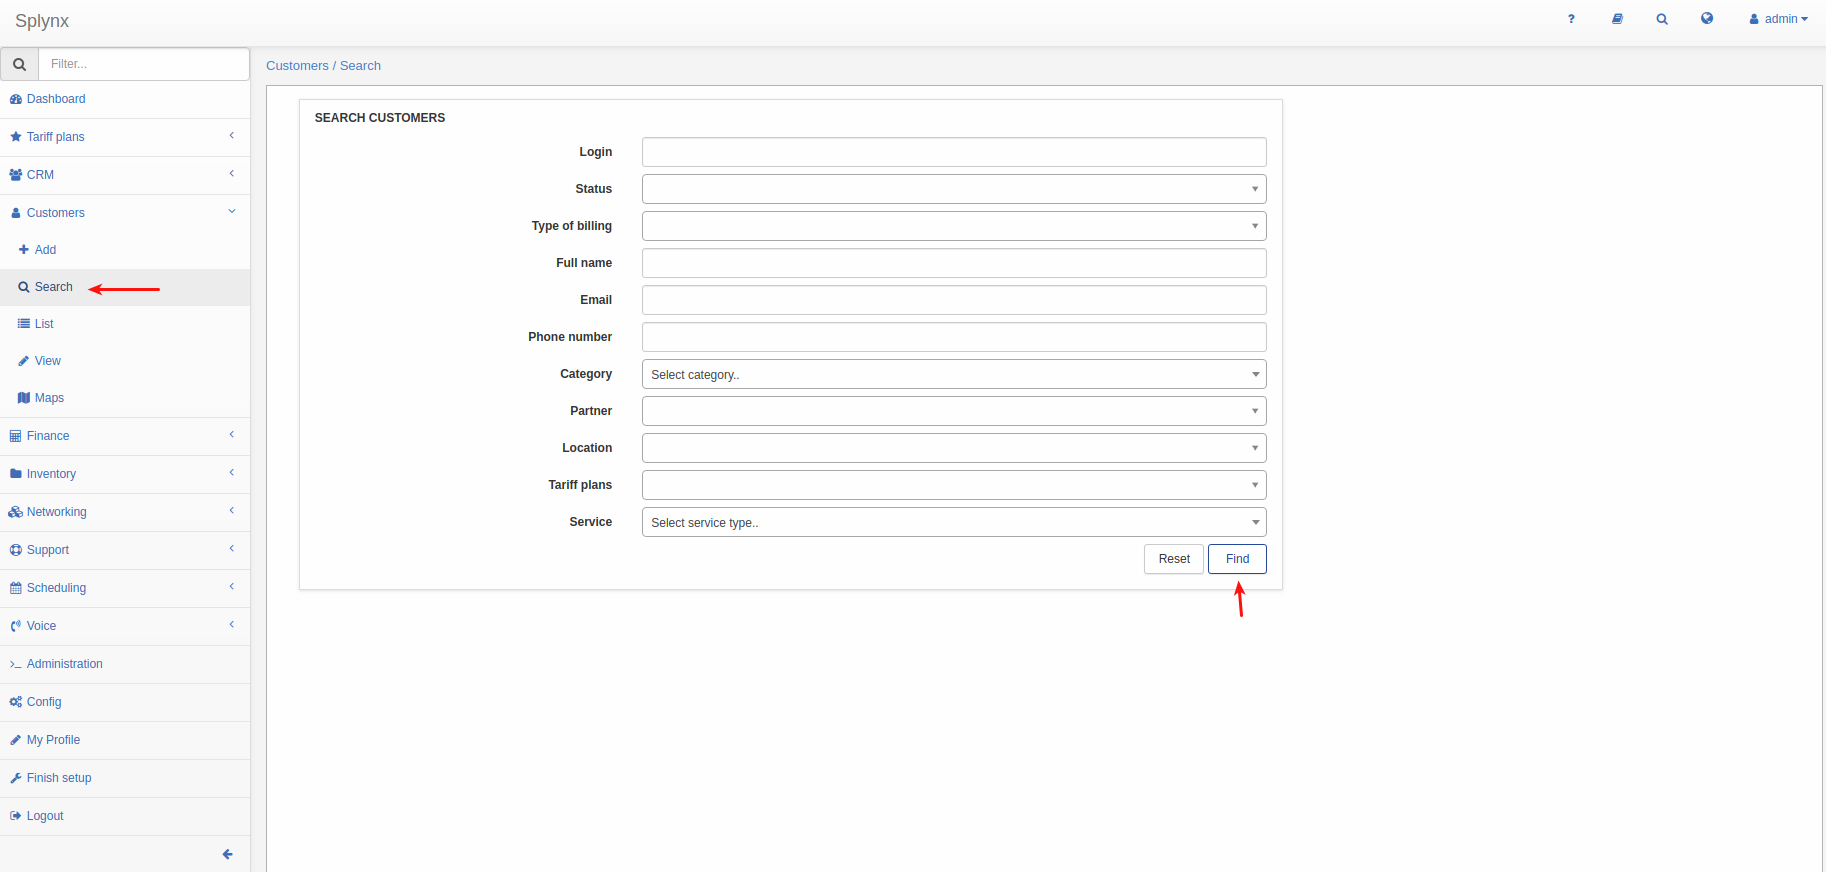 Splynx
?
admin
Filter...
Dashboard
Tariff plans
CRM
Customers
Add
Search
List
View
Maps
Finance
Inventory
Networking
Support
Scheduling
Voice
Administration
Config
My Profile
Finish setup
Logout
Customers / Search
SEARCH CUSTOMERS
Login
Status
Type of billing
Full name
Email
Phone number
Category Select category..
Partner
Location
Tariff plans
Service Select service type..
Reset Find